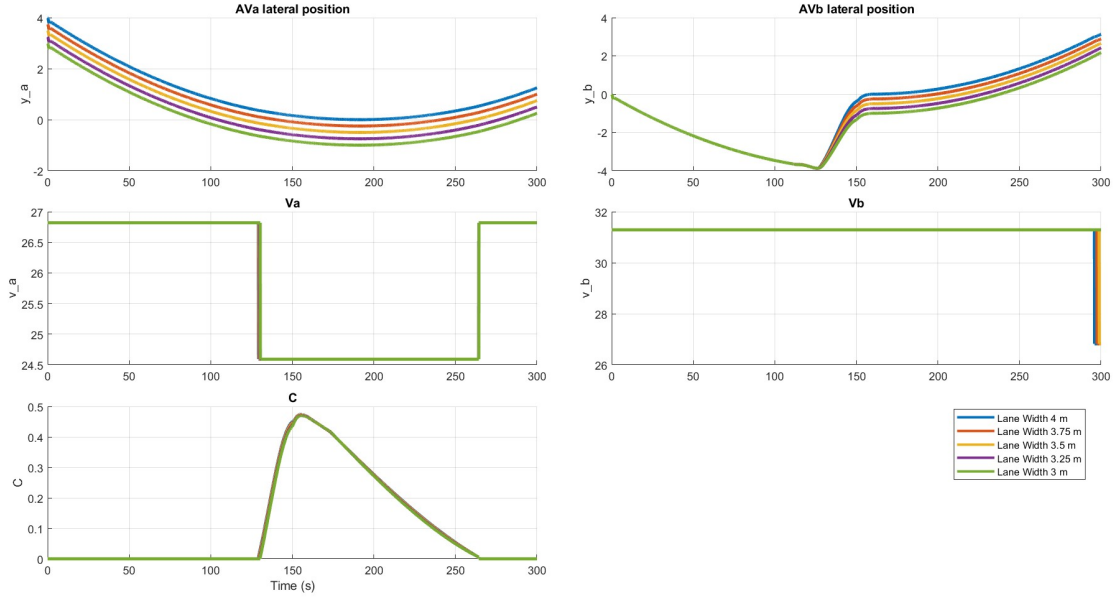 AVa lateral position
4
2
0
-2
y_a
0 50 100 150 200 250 300
AVb lateral position
4
2
0
-2
-4
y_b
0 50 100 150 200 250 300
Va
27
26.5
26
25.5
25
24.5
v_a
0 50 100 150 200 250 300
Vb
32
30
28
26
v_b
0 50 100 150 200 250 300
C
0.5
0.4
0.3
0.2
0.1
0
C
0 50 100 150 200 250 300
Time (s)
Lane Width 4 m
Lane Width 3.75 m
Lane Width 3.5 m
Lane Width 3.25 m
Lane Width 3 m